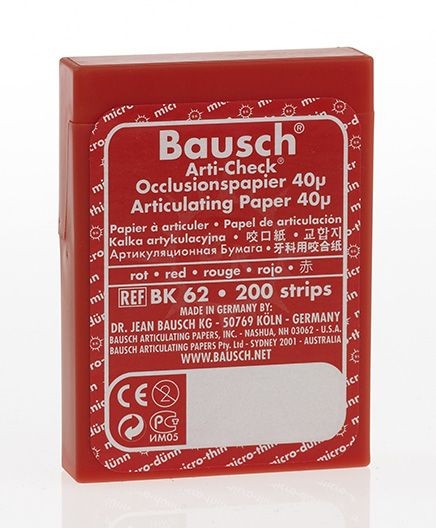 Bausch®
Arti-Check®
Occlusionspapier 40µ
Articulating Paper 40µ
Papier à articuler • Papel de articulación
Kalka artykulacyjna • 咬口紙 • 교합지
Артикуляционная Бумага • 牙科用咬合纸
rot • red • rouge • rojo • 赤
REF BK 62 • 200 strips
MADE IN GERMANY BY:
DR. JEAN BAUSCH KG - 50769 KÖLN - GERMANY
BAUSCH ARTICULATING PAPERS, INC. - NASHUA, NH 03062 - U.S.A.
BAUSCH ARTICULATING PAPERS Pty. Ltd - SYDNEY 2001 - AUSTRALIA
WWW.BAUSCH.NET
CE
2
ИМ05
micro-thin
micro-dünn